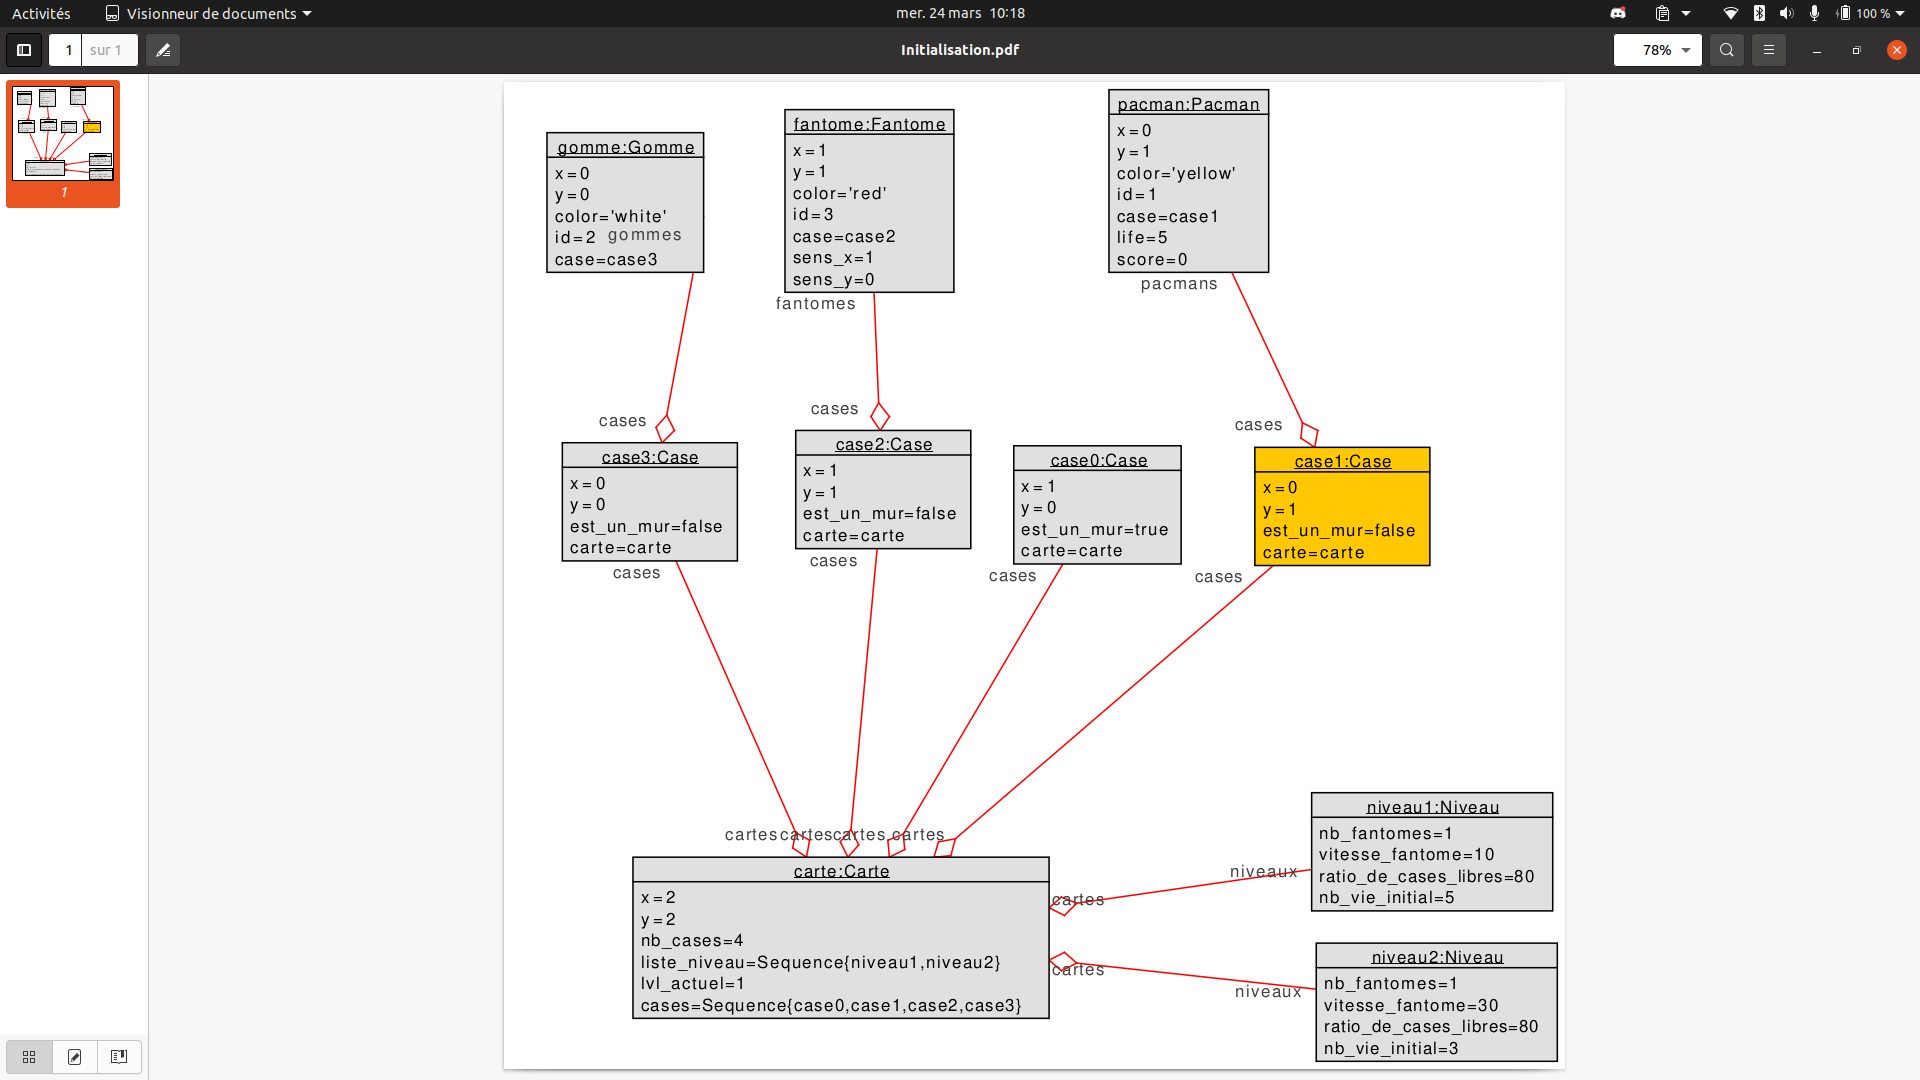 Activités
Visionneur de documents
mer. 24 mars 10:18
100 %
1
sur 1
Initialisation.pdf
78%
1
gomme:Gomme
x=0
y=0
color='white'
id=2
gommes
case=case3
fantome:Fantome
x=1
y=1
color='red'
id=3
case=case2
sens_x=1
sens_y=0
fantomes
pacman:Pacman
x=0
y=1
color='yellow'
id=1
case=case1
life=5
score=0
pacmans
cases
case3:Case
x=0
y=0
est_un_mur=false
carte=carte
cases
cases
case2:Case
x=1
y=1
est_un_mur=false
carte=carte
cases
case0:Case
x=1
y=0
est_un_mur=true
carte=carte
cases
cases
case1:Case
x=0
y=1
est_un_mur=false
carte=carte
cases
cartes
cartes
cartes
cartes
carte:Carte
x=2
y=2
nb_cases=4
liste_niveau=Sequence{niveau1,niveau2}
lvl_actuel=1
cases=Sequence{case0,case1,case2,case3}
cartes
niveaux
niveau1:Niveau
nb_fantomes=1
vitesse_fantome=10
ratio_de_cases_libres=80
nb_vie_initial=5
cartes
niveaux
niveau2:Niveau
nb_fantomes=1
vitesse_fantome=30
ratio_de_cases_libres=80
nb_vie_initial=3